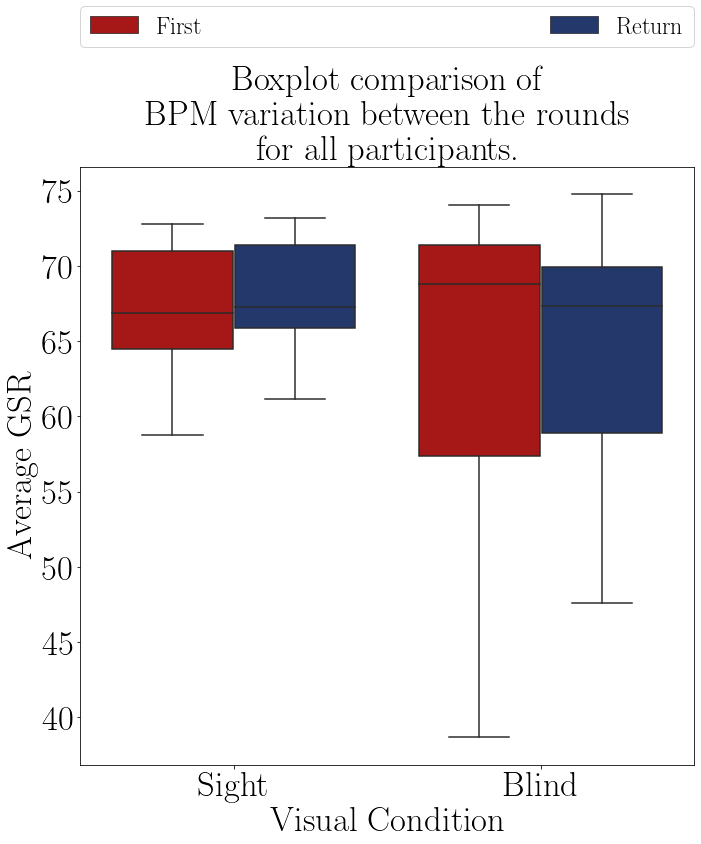 First Return
Boxplot comparison of
BPM variation between the rounds
for all participants.
75
70
65
60
55
50
45
40
Average GSR
Sight Blind
Visual Condition